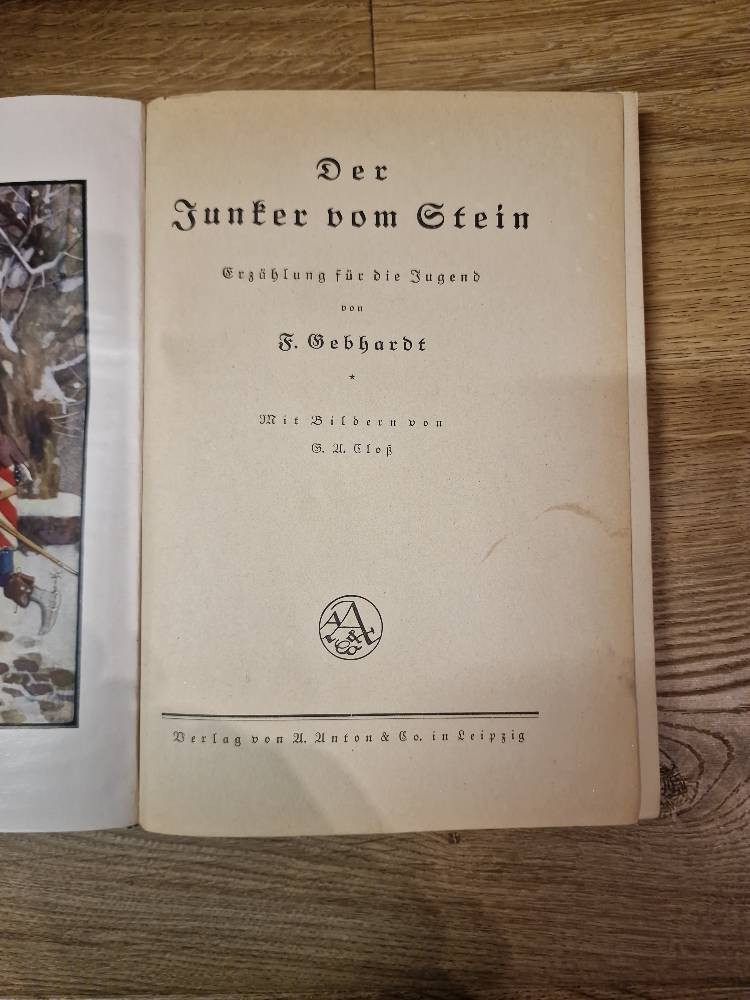 Der
Junker vom Stein
Erzählung für die Jugend
von
F. Gebhardt
*
Mit Bildern von
G. A. Cloß
A A & Co
Verlag von A. Anton & Co. in Leipzig